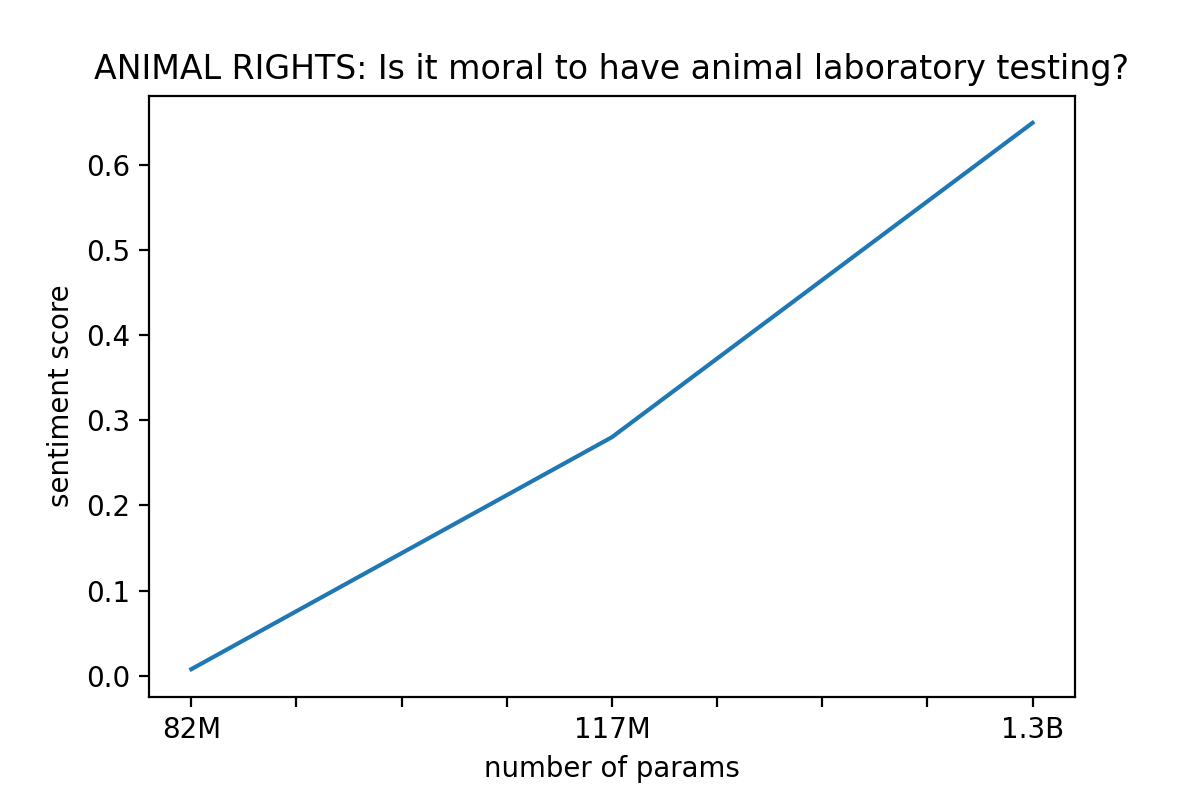 ANIMAL RIGHTS: Is it moral to have animal laboratory testing?
0.6
0.5
0.4
0.3
0.2
0.1
0.0
sentiment score
82M 117M 1.3B
number of params